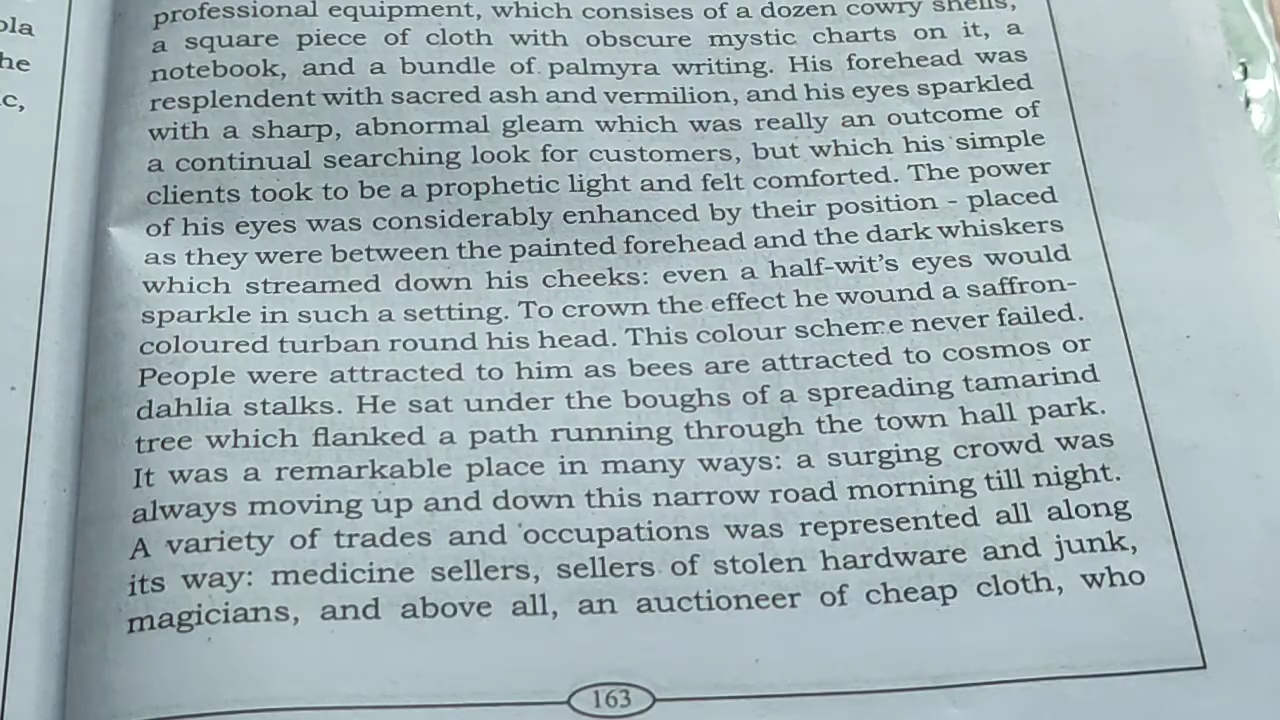 professional equipment, which consises of a dozen cowry shells,
a square piece of cloth with obscure mystic charts on it, a
notebook, and a bundle of palmyra writing. His forehead was
resplendent with sacred ash and vermilion, and his eyes sparkled
with a sharp, abnormal gleam which was really an outcome of
a continual searching look for customers, but which his simple
clients took to be a prophetic light and felt comforted. The power
of his eyes was considerably enhanced by their position - placed
as they were between the painted forehead and the dark whiskers
which streamed down his cheeks: even a half-wit's eyes would
sparkle in such a setting. To crown the effect he wound a saffron-
coloured turban round his head. This colour scheme never failed.
People were attracted to him as bees are attracted to cosmos or
dahlia stalks. He sat under the boughs of a spreading tamarind
tree which flanked a path running through the town hall park.
It was a remarkable place in many ways: a surging crowd was
always moving up and down this narrow road morning till night.
A variety of trades and occupations was represented all along
its way: medicine sellers, sellers of stolen hardware and junk,
magicians, and above all, an auctioneer of cheap cloth, who
163
he
c,